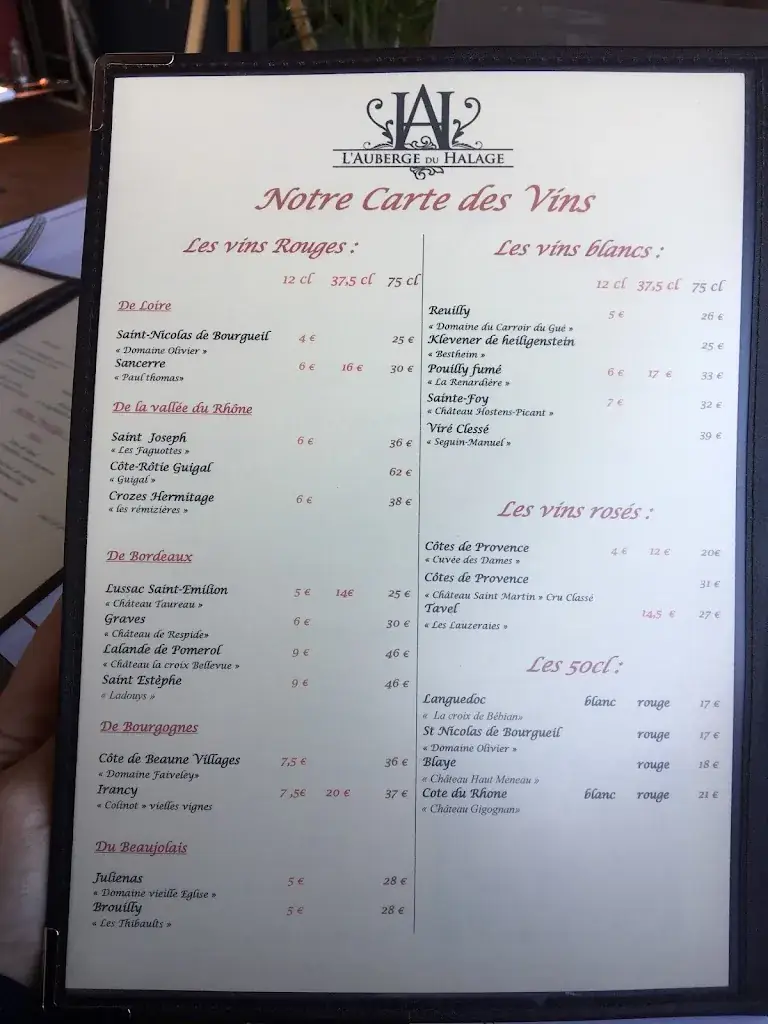 L'AUBERGE DU HALAGE
Notre Carte des Vins
Les vins Rouges :
12 cl 37,5 cl 75 cl
De Loire
Saint-Nicolas de Bourgueil 4 € 25 €
« Domaine Olivier »
Sancerre 6 € 16 € 30 €
« Paul thomas»
De la vallée du Rhône
Saint Joseph 6 € 36 €
« Les Faguottes »
Côte-Rôtie Guigal 62 €
« Guigal »
Crozes Hermitage 6 € 38 €
« les rémizières »
De Bordeaux
Lussac Saint-Emilion 5 € 14€ 25 €
« Château Taureau »
Graves 6 € 30 €
« Château de Respide»
Lalande de Pomerol 9 € 46 €
« Château la croix Bellevue »
Saint Estèphe 9 € 46 €
« Ladouys »
De Bourgognes
Côte de Beaune Villages 7,5 € 36 €
« Domaine Faiveley»
Irancy 7 ,5€ 20 € 37 €
« Colinot » vieilles vignes
Du Beaujolais
Julienas 5 € 28 €
« Domaine vieille Eglise »
Brouilly 5 € 28 €
« Les Thibaults »
Les vins blancs :
12 cl 37,5 cl 75 cl
Reuilly 5 € 26 €
« Domaine du Carroir du Gué »
Klevener de heiligenstein 25 €
« Bestheim »
Pouilly fumé 6 € 17 € 33 €
« La Renardière »
Sainte-Foy 7 € 32 €
« Château Hostens-Picant »
Viré Clessé 39 €
« Seguin-Manuel »
Les vins rosés :
Côtes de Provence 4 € 12 € 20€
« Cuvée des Dames »
Côtes de Provence 31 €
« Château Saint Martin » Cru Classé
Tavel 14,5 € 27 €
« Les Lauzeraies »
Les 50cl :
Languedoc blanc rouge 17 €
« La croix de Bébian»
St Nicolas de Bourgueil rouge 17 €
« Domaine Olivier »
Blaye rouge 18 €
« Château Haut Meneau »
Cote du Rhone blanc rouge 21 €
« Château Gigognan»